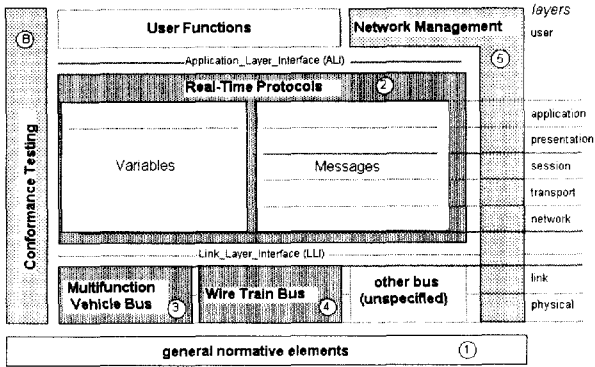 layers
B
User Functions
Network Management
user
5
Application_Layer_Interface (ALI)
Real-Time Protocols
2
application
presentation
Variables
Messages
session
transport
network
Conformance Testing
Link_Layer_Interface (LLI)
Multifunction
Vehicle Bus
3
Wire Train Bus
4
other bus
(unspecified)
link
physical
general normative elements
1